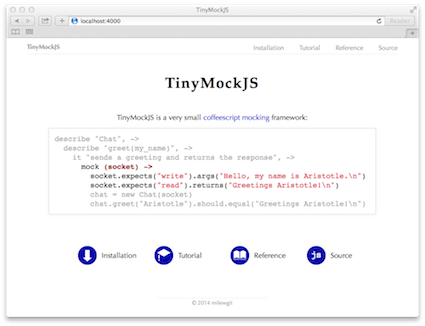 TinyMockJS
localhost:4000
Reader
TinyMockJS Installation Tutorial Reference Source
TinyMockJS
TinyMockJS is a very small coffeescript mocking framework:
describe "Chat", ->
describe "greet(my_name)", ->
it "sends a greeting and returns the response", ->
mock (socket) ->
socket.expects("write").args("Hello, my name is Aristotle.\n")
socket.expects("read").returns("Greetings Aristotle!\n")
chat = new Chat(socket)
chat.greet("Aristotle").should.equal("Greetings Aristotle!\n")
Installation Tutorial Reference js Source
© 2014 milewgit